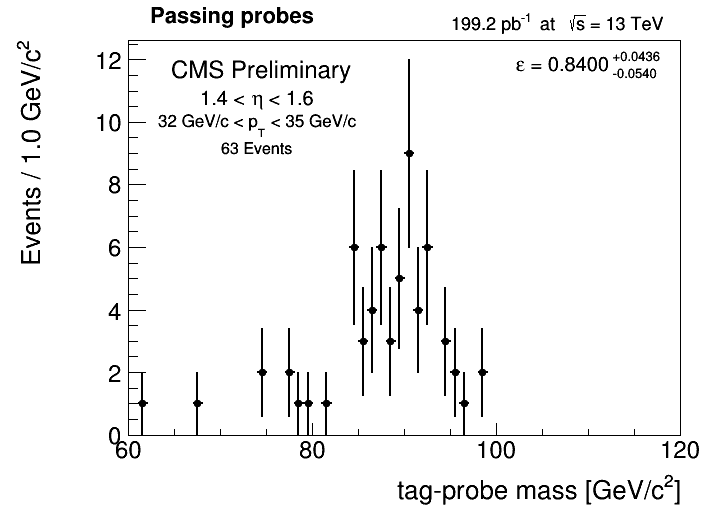 Passing probes
199.2 pb⁻¹ at √s = 13 TeV
CMS Preliminary
ε = 0.8400 +0.0436 -0.0540
1.4 < η < 1.6
32 GeV/c < p_T < 35 GeV/c
63 Events
Events / 1.0 GeV/c²
12
10
8
6
4
2
0
60 80 100 120
tag-probe mass [GeV/c²]